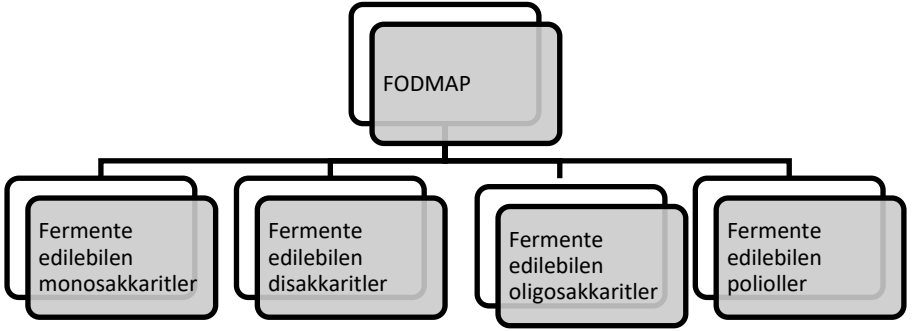 FODMAP
Fermente
edilebilen
monosakkaritler
Fermente
edilebilen
disakkaritler
Fermente
edilebilen
oligosakkaritler
Fermente
edilebilen
polioller